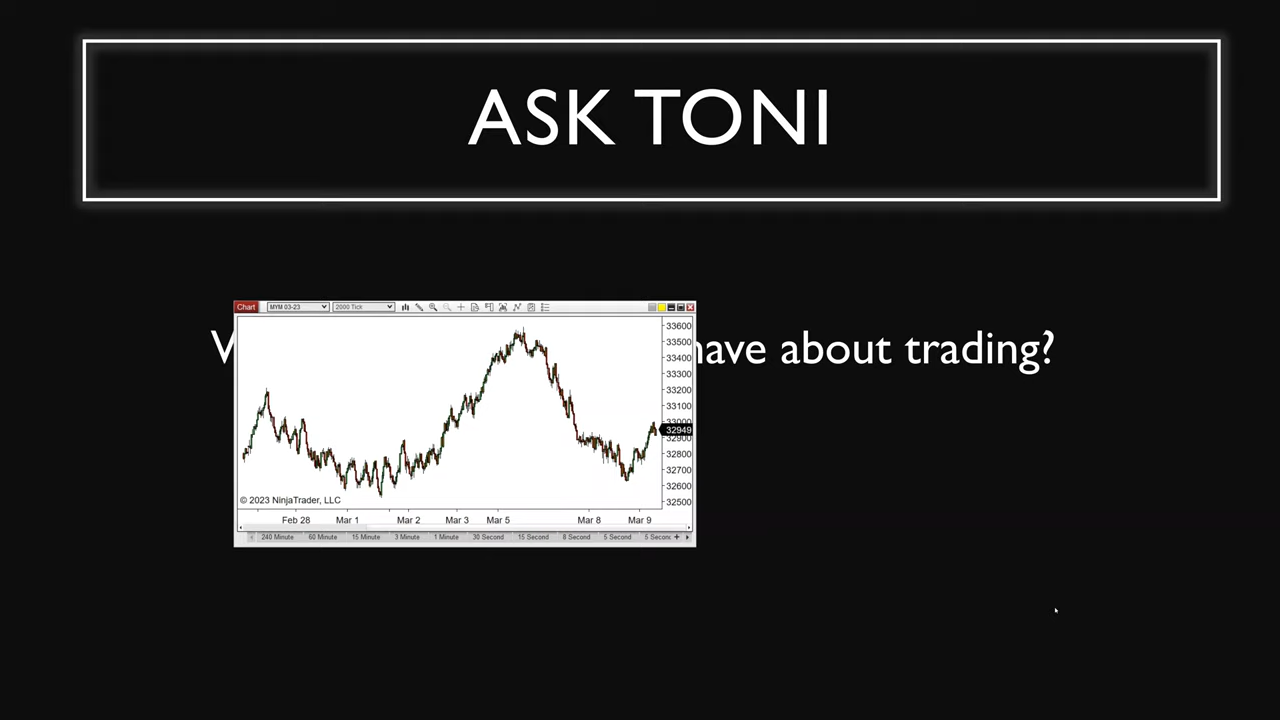 ASK TONI
Chart MYM 03-23 2000 Tick
33600
have about trading?
33400
33300
33200
33100
33000
32949
32900
32800
32700
32600
32500
© 2023 NinjaTrader, LLC
Feb 28 Mar 1 Mar 2 Mar 3 Mar 5 Mar 8 Mar 9
240 Minute 60 Minute 15 Minute 3 Minute 1 Minute 30 Second 15 Second 8 Second 5 Second 5 Secon